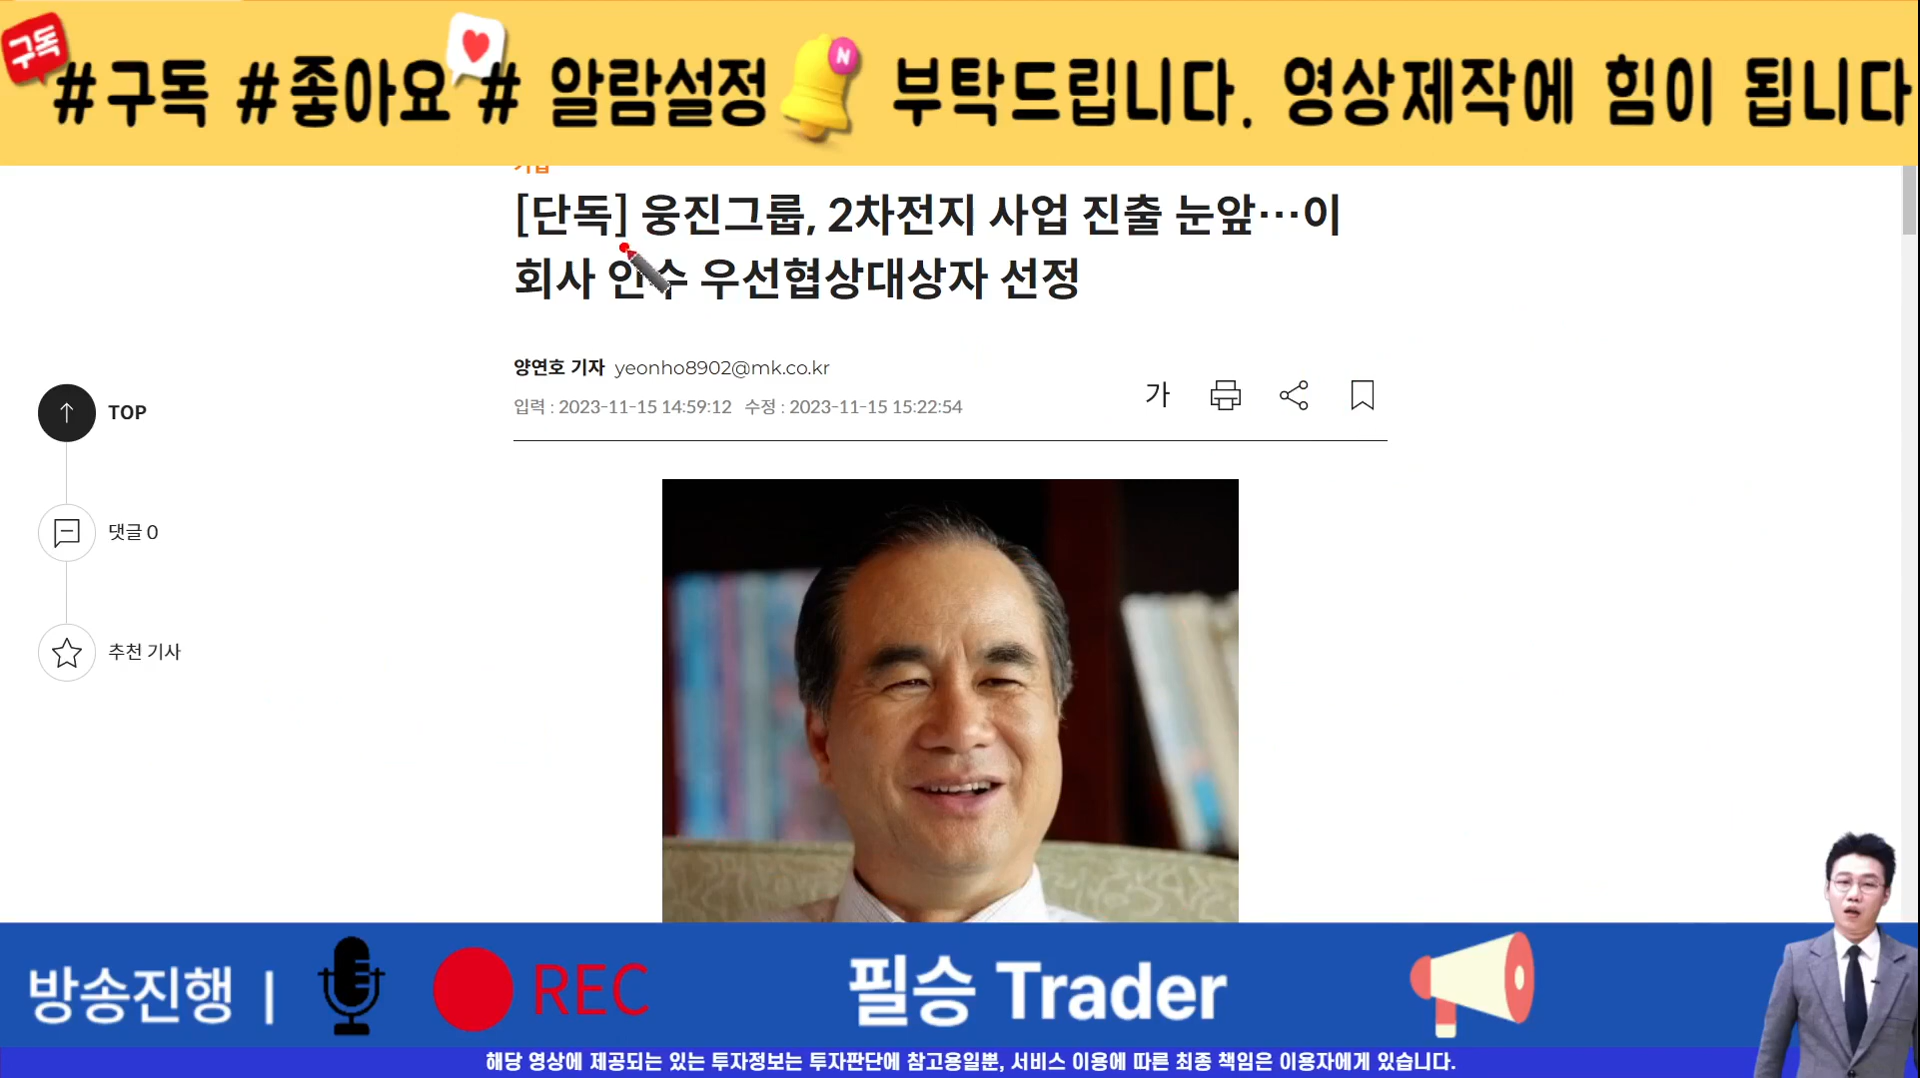 구독
#구독 #좋아요 # 알람설정 N 부탁드립니다. 영상제작에 힘이 됩니다
기업
[단독] 웅진그룹, 2차전지 사업 진출 눈앞…이
회사 인수 우선협상대상자 선정
양연호 기자 yeonho8902@mk.co.kr
입력 : 2023-11-15 14:59:12 수정 : 2023-11-15 15:22:54
가
TOP
댓글 0
추천 기사
방송진행 | REC 필승 Trader
해당 영상에 제공되는 있는 투자정보는 투자판단에 참고용일뿐, 서비스 이용에 따른 최종 책임은 이용자에게 있습니다.